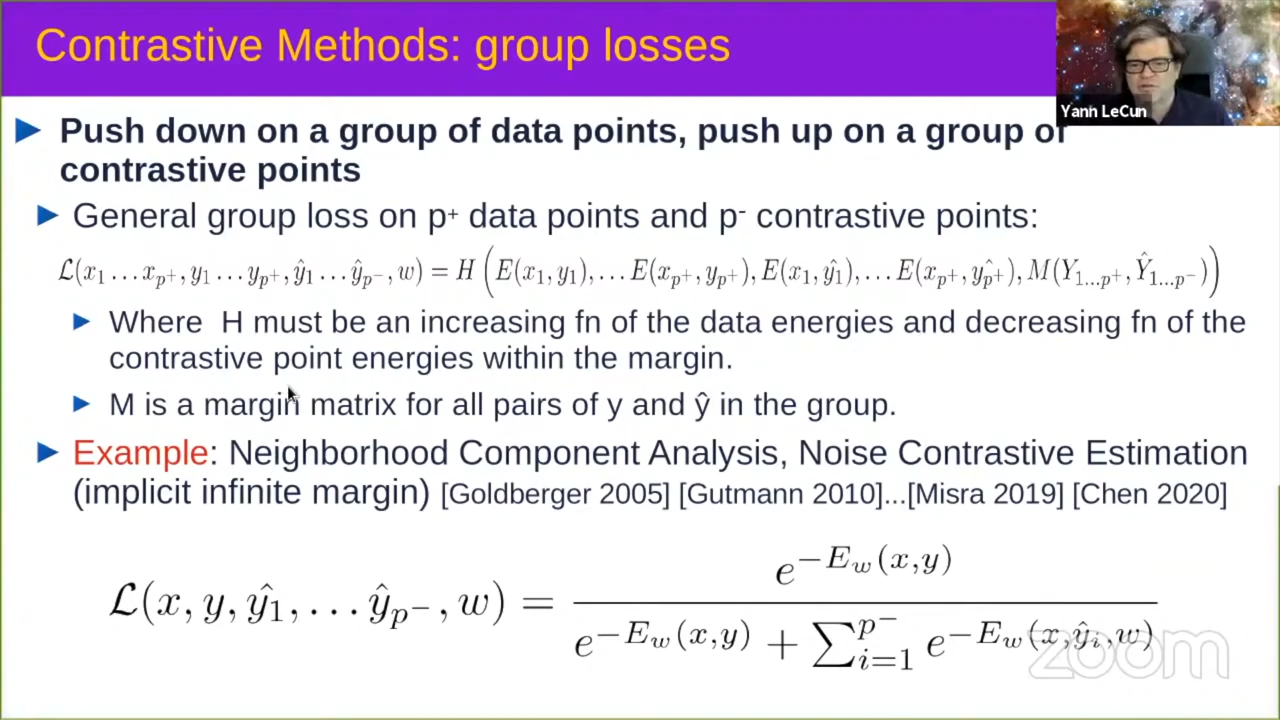 Contrastive Methods: group losses
Yann LeCun
► Push down on a group of data points, push up on a group of
contrastive points
► General group loss on p⁺ data points and p⁻ contrastive points:
ℒ(x₁ … x_{p⁺}, y₁ … y_{p⁺}, ŷ₁ … ŷ_{p⁻}, w) = H (E(x₁, y₁), … E(x_{p⁺}, y_{p⁺}), E(x₁, ŷ₁), … E(x_{p⁺}, ŷ_{p⁺}), M(Y_{1…p⁺}, Ŷ_{1…p⁻}))
► Where H must be an increasing fn of the data energies and decreasing fn of the
contrastive point energies within the margin.
► M is a margin matrix for all pairs of y and ŷ in the group.
► Example: Neighborhood Component Analysis, Noise Contrastive Estimation
(implicit infinite margin) [Goldberger 2005] [Gutmann 2010]...[Misra 2019] [Chen 2020]
ℒ(x, y, ŷ₁, … ŷ_{p⁻}, w) = e^{−E_w(x,y)} / (e^{−E_w(x,y)} + ∑_{i=1}^{p⁻} e^{−E_w(x,ŷ_i,w)})
zoom